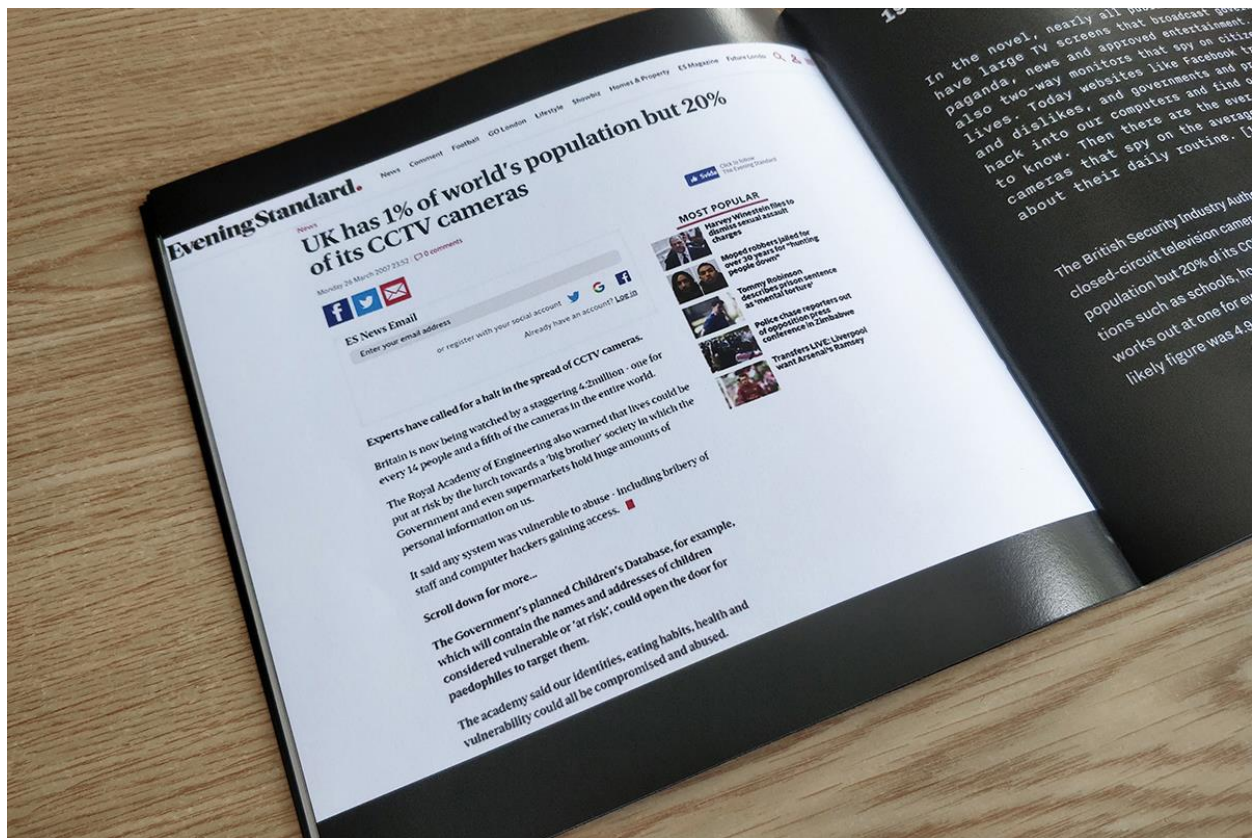 EveningStandard.
News Comment Football GO London Lifestyle Showbiz Homes & Property ES Magazine Future London
News
UK has 1% of world's population but 20%
of its CCTV cameras
Monday 26 March 2007 23:52 0 comments
ES News Email
Enter your email address
or register with your social account
Already have an account? Log in
Experts have called for a halt in the spread of CCTV cameras.
Britain is now being watched by a staggering 4.2million - one for
every 14 people and a fifth of the cameras in the entire world.
The Royal Academy of Engineering also warned that lives could be
put at risk by the lurch towards a 'big brother' society in which the
Government and even supermarkets hold huge amounts of
personal information on us.
It said any system was vulnerable to abuse - including bribery of
staff and computer hackers gaining access.
Scroll down for more...
The Government's planned Children's Database, for example,
which will contain the names and addresses of children
considered vulnerable or 'at risk', could open the door for
paedophiles to target them.
The academy said our identities, eating habits, health and
vulnerability could all be compromised and abused.
Click to follow
The Evening Standard
MOST POPULAR
Harvey Winestein files to
dismiss sexual assault
charges
Moped robbers jailed for
over 30 years for "hunting
people down"
Tommy Robinson
describes prison sentence
as 'mental torture'
Police chase reporters out
of opposition press
conference in Zimbabwe
Transfers LIVE: Liverpool
want Arsenal's Ramsey
In the novel, nearly all
have large TV screens that broadcast
paganda, news and approved entertainment.
also two-way monitors that spy on
lives. Today websites like Facebook
and dislikes, and governments and
hack into our computers and find
to know. Then there are the
cameras that spy on the average
about their daily routine.
The British Security Industry
closed-circuit television
population but 20% of its
tions such as schools,
works out at one for
likely figure was